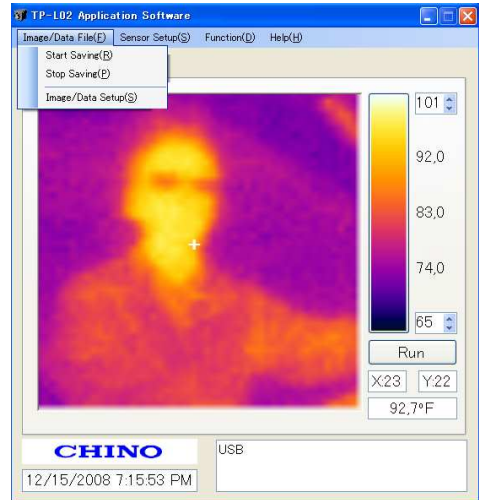 TP-L02 Application Software
Image/Data File(F) Sensor Setup(S) Function(D) Help(H)
Start Saving(R)
Stop Saving(P)
Image/Data Setup(S)
101
92,0
83,0
74,0
65
Run
X:23 Y:22
92,7°F
CHINO
USB
12/15/2008 7:15:53 PM